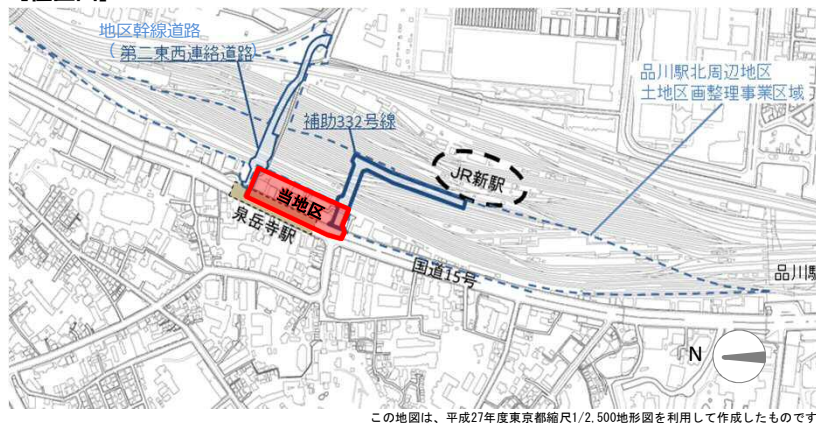 地区幹線道路
（第二東西連絡道路）
品川駅北周辺地区
土地区画整理事業区域
補助332号線
JR新駅
当地区
泉岳寺駅
国道15号
品川駅
N
この地図は、平成27年度東京都縮尺1/2,500地形図を利用して作成したものです